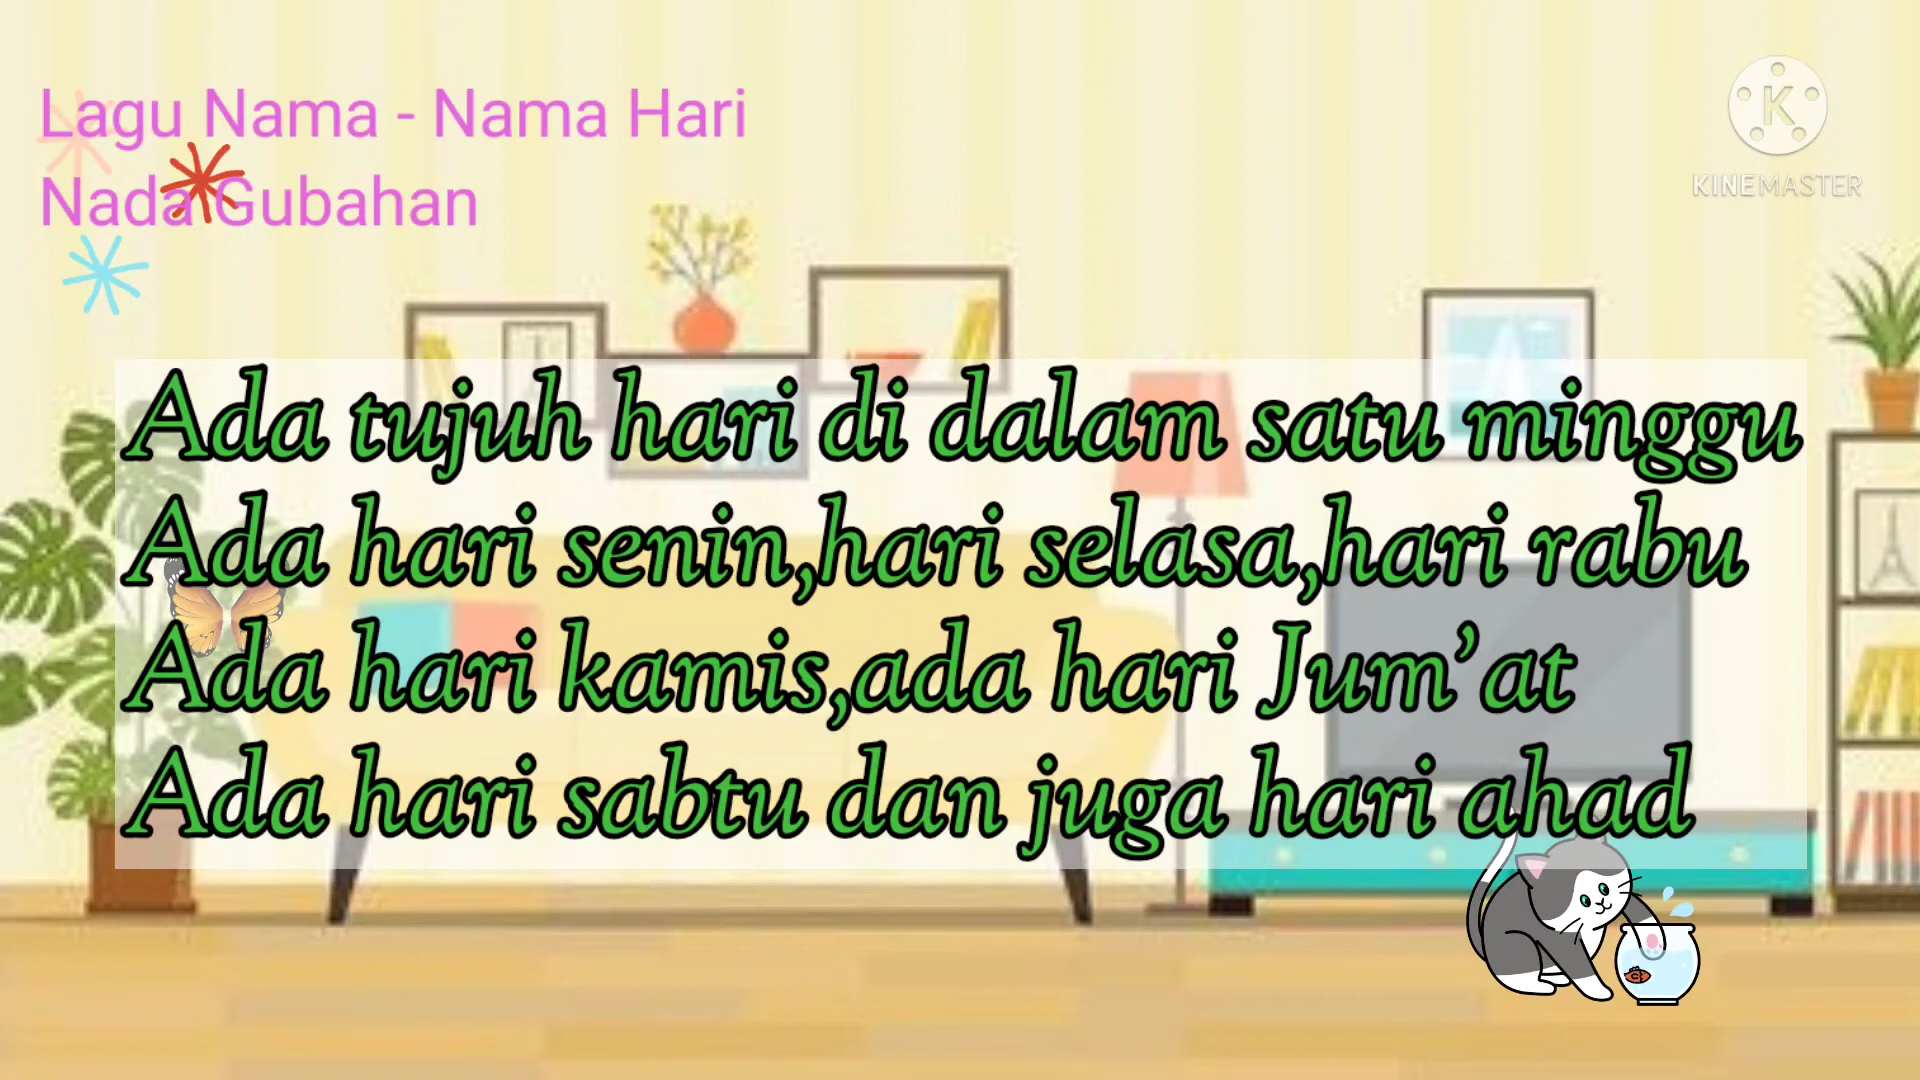 Lagu Nama - Nama Hari
Nada Gubahan
K
KINEMASTER
Ada tujuh hari di dalam satu minggu
Ada hari senin,hari selasa,hari rabu
Ada hari kamis,ada hari Jum’at
Ada hari sabtu dan juga hari ahad